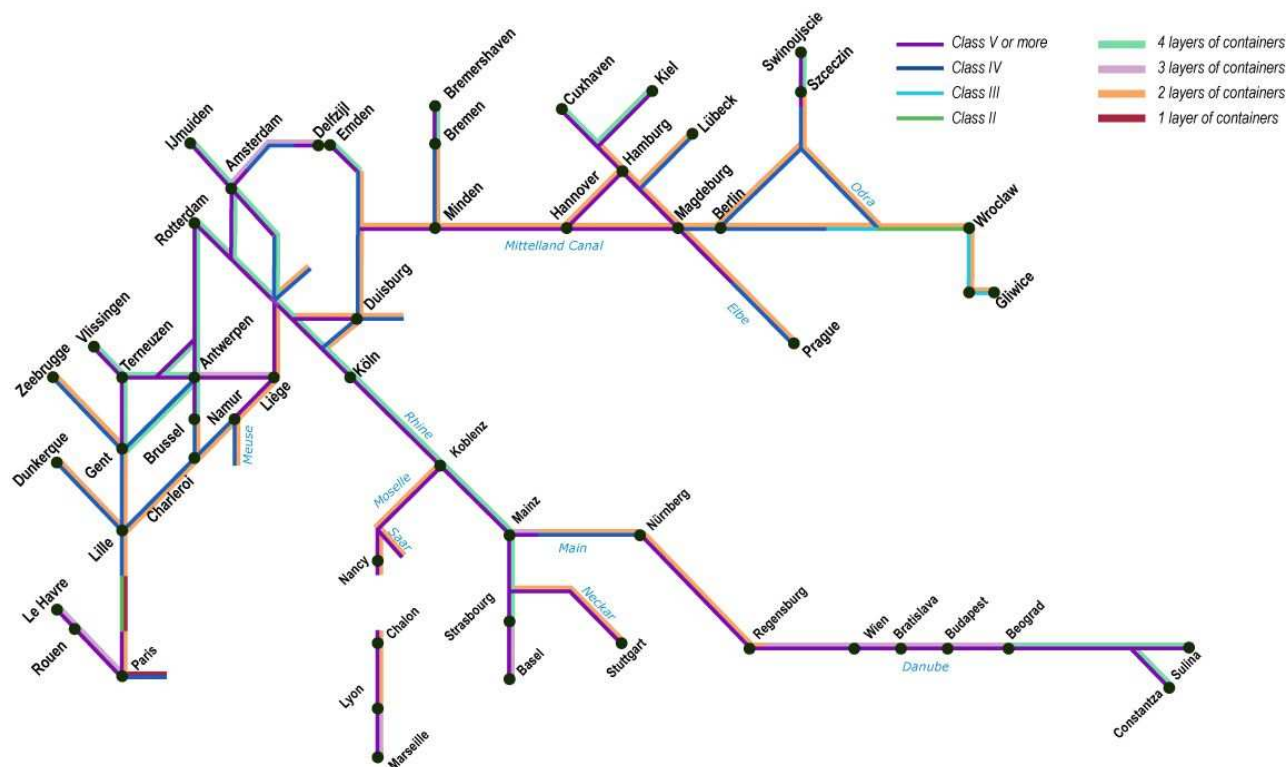 Class V or more
Class IV
Class III
Class II
4 layers of containers
3 layers of containers
2 layers of containers
1 layer of containers
Swinoujscie
Szceczin
Bremershaven
Bremen
Cuxhaven
Kiel
Lübeck
Hamburg
IJmuiden
Amsterdam
Delfzijl
Emden
Rotterdam
Minden
Hannover
Magdeburg
Berlin
Odra
Wroclaw
Mittelland Canal
Gliwice
Elbe
Prague
Duisburg
Vlissingen
Zeebrugge
Terneuzen
Antwerpen
Köln
Liège
Namur
Brussel
Meuse
Gent
Dunkerque
Charleroi
Lille
Rhine
Koblenz
Moselle
Saar
Nancy
Mainz
Main
Nürnberg
Le Havre
Rouen
Paris
Chalon
Lyon
Marseille
Strasbourg
Basel
Neckar
Stuttgart
Regensburg
Wien
Bratislava
Budapest
Beograd
Danube
Sulina
Constantza